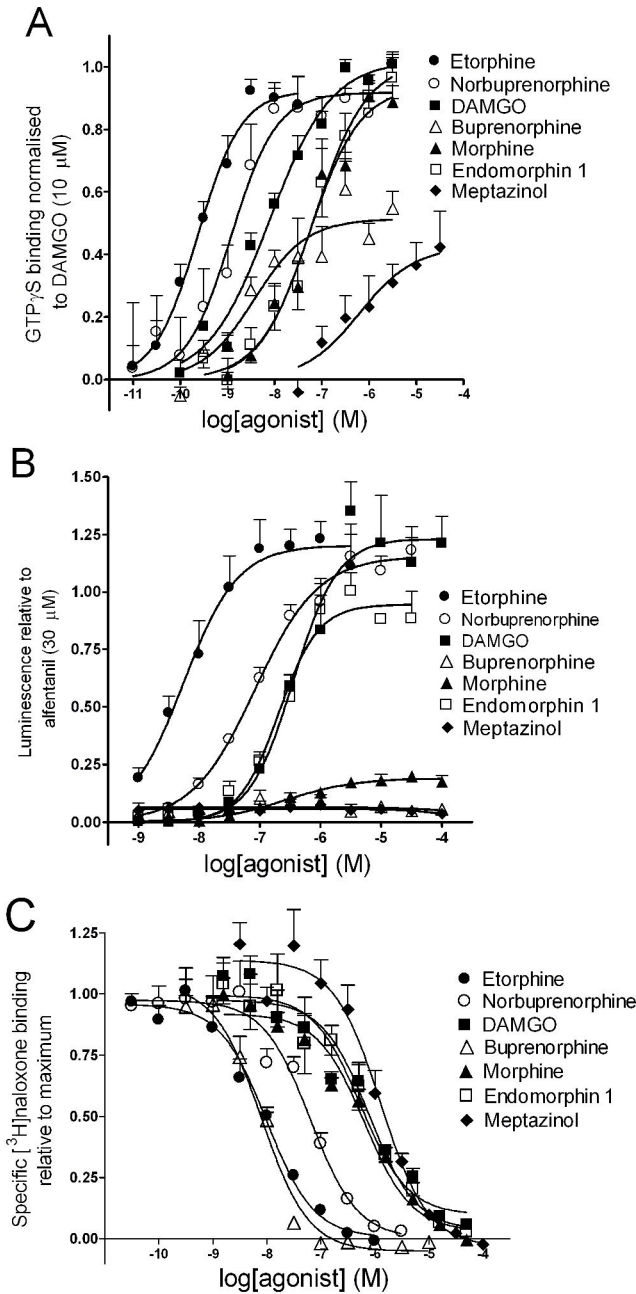 A
GTPγS binding normalised
to DAMGO (10 μM)
1.0
0.8
0.6
0.4
0.2
0.0
-11
-10
-9
-8
-7
-6
-5
-4
log[agonist] (M)
Etorphine
Norbuprenorphine
DAMGO
Buprenorphine
Morphine
Endomorphin 1
Meptazinol
B
Luminescence relative to
alfentanil (30 μM)
1.50
1.25
1.00
0.75
0.50
0.25
0.00
-9
-8
-7
-6
-5
-4
log[agonist] (M)
Etorphine
Norbuprenorphine
DAMGO
Buprenorphine
Morphine
Endomorphin 1
Meptazinol
C
Specific [³H]naloxone binding
relative to maximum
1.25
1.00
0.75
0.50
0.25
0.00
-10
-9
-8
-7
-6
-5
-4
log[agonist] (M)
Etorphine
Norbuprenorphine
DAMGO
Buprenorphine
Morphine
Endomorphin 1
Meptazinol